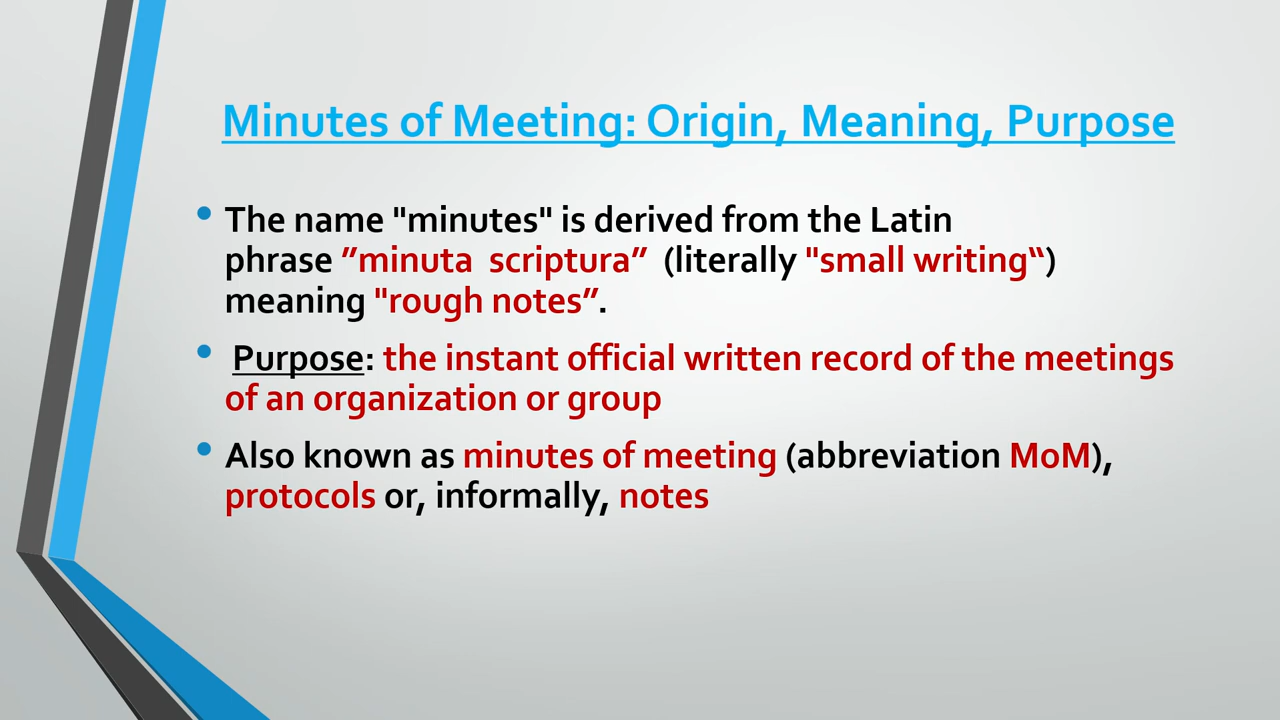 Minutes of Meeting: Origin, Meaning, Purpose
• The name "minutes" is derived from the Latin
phrase ”minuta  scriptura”  (literally "small writing“)
meaning "rough notes”.
•  Purpose: the instant official written record of the meetings
of an organization or group
• Also known as minutes of meeting (abbreviation MoM),
protocols or, informally, notes